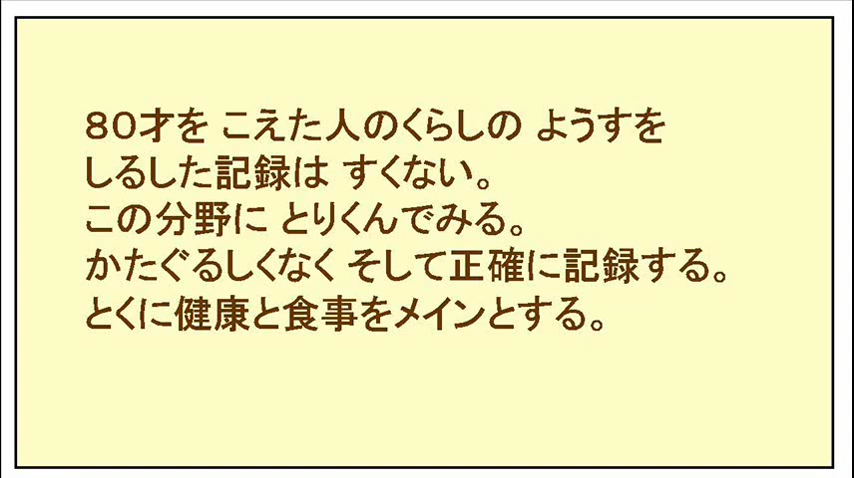 ８０才を こえた人のくらしの ようすを
しるした記録は すくない。
この分野に とりくんでみる。
かたぐるしくなく そして正確に記録する。
とくに健康と食事をメインとする。